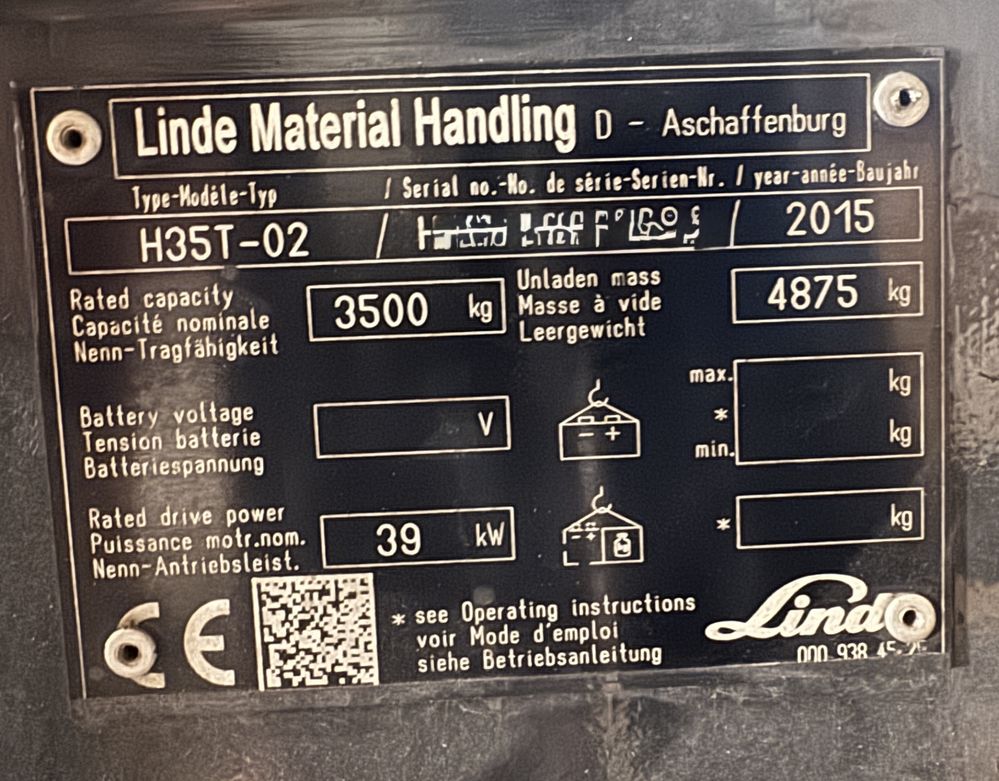 Linde Material Handling D - Aschaffenburg
Type-Modèle-Typ / Serial no.-No. de série-Serien-Nr. / year-année-Baujahr
H35T-02 / / 2015
Rated capacity
Capacité nominale
Nenn-Tragfähigkeit
3500 kg
Unladen mass
Masse à vide
Leergewicht
4875 kg
Battery voltage
Tension batterie
Batteriespannung
V
- +
max. kg
*
min. kg
Rated drive power
Puissance motr.nom.
Nenn-Antriebsleist.
39 kW
- +
* kg
CE
* see Operating instructions
voir Mode d'emploi
siehe Betriebsanleitung
Linde
000 938